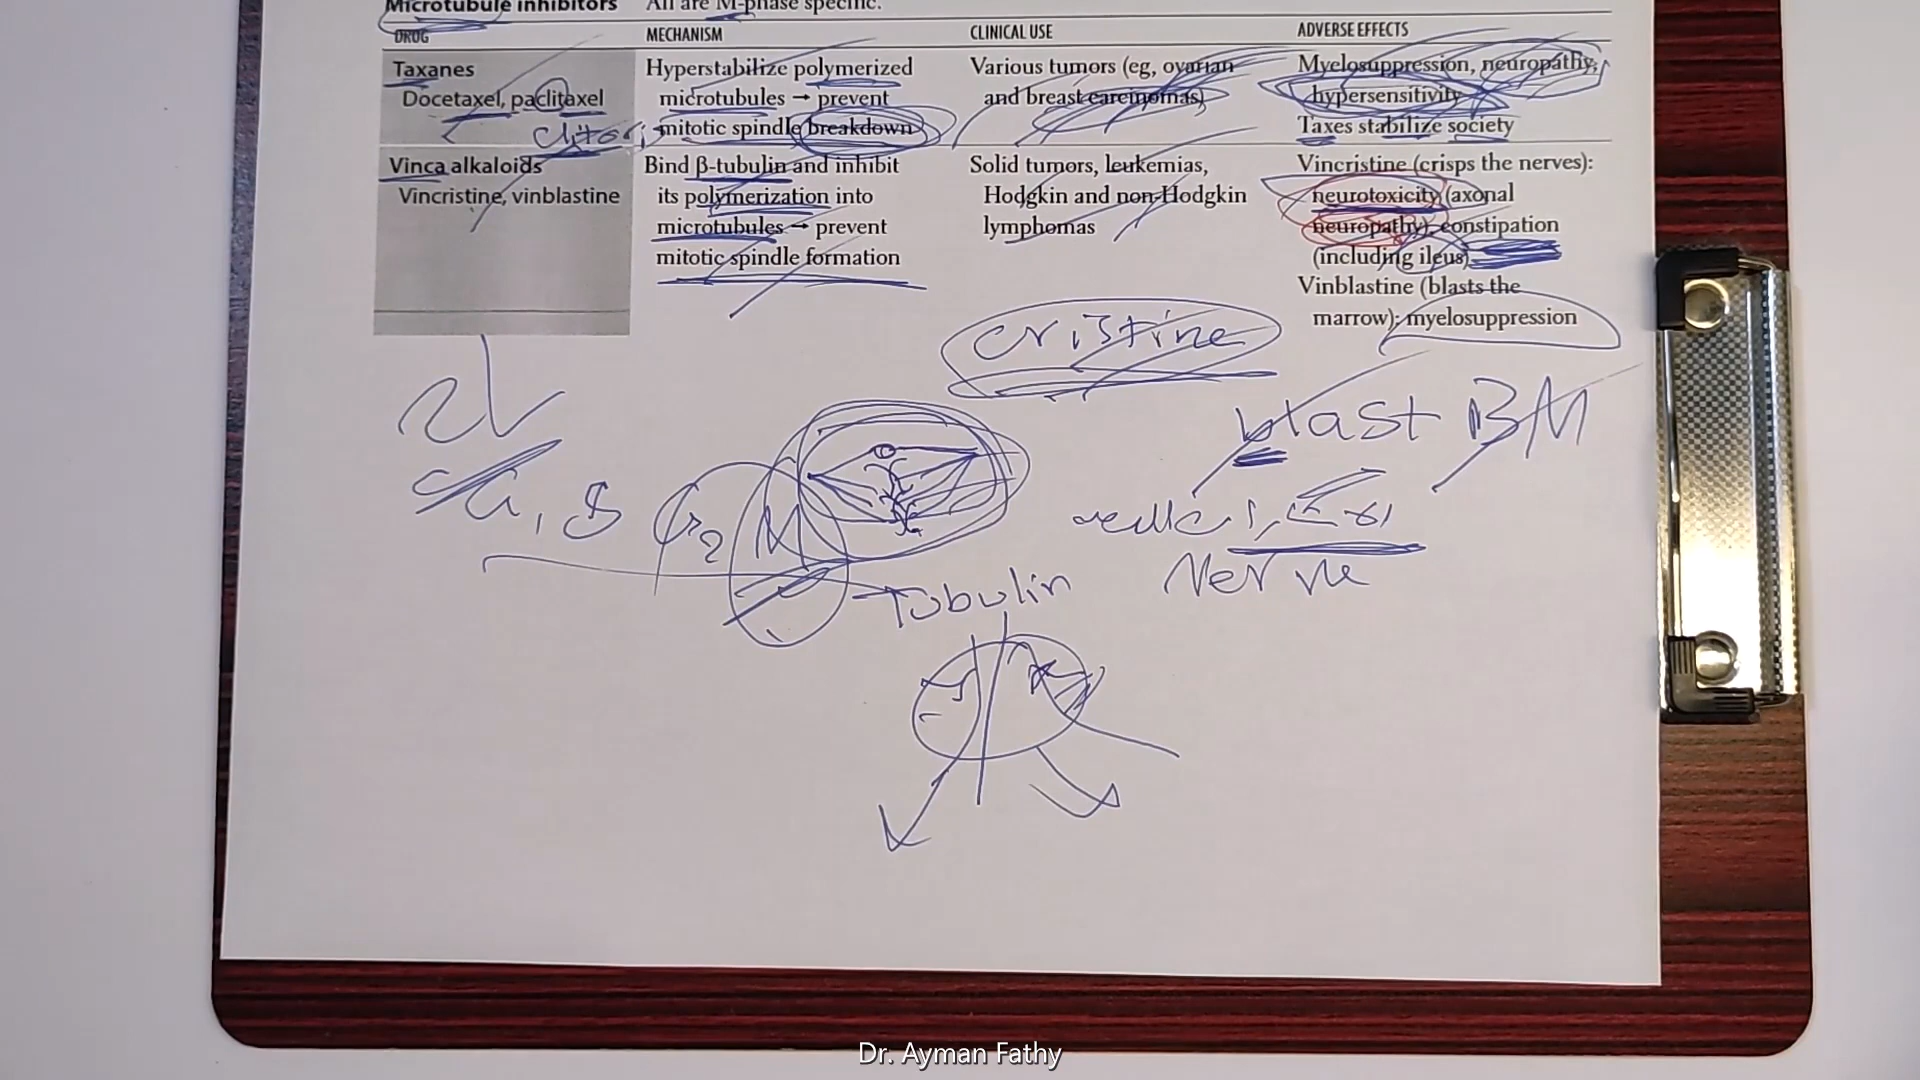 Microtubule inhibitors All are M-phase specific.
DRUG MECHANISM CLINICAL USE ADVERSE EFFECTS
Taxanes
Docetaxel, paclitaxel
Hyperstabilize polymerized
microtubules → prevent
mitotic spindle breakdown
Various tumors (eg, ovarian
and breast carcinomas)
Myelosuppression, neuropathy,
hypersensitivity
Taxes stabilize society
Vinca alkaloids
Vincristine, vinblastine
Bind β-tubulin and inhibit
its polymerization into
microtubules → prevent
mitotic spindle formation
Solid tumors, leukemias,
Hodgkin and non-Hodgkin
lymphomas
Vincristine (crisps the nerves):
neurotoxicity (axonal
neuropathy), constipation
(including ileus)
Vinblastine (blasts the
marrow): myelosuppression
cristine
blast BM
G1 S G2 M
Nerve
Tubulin
Dr. Ayman Fathy